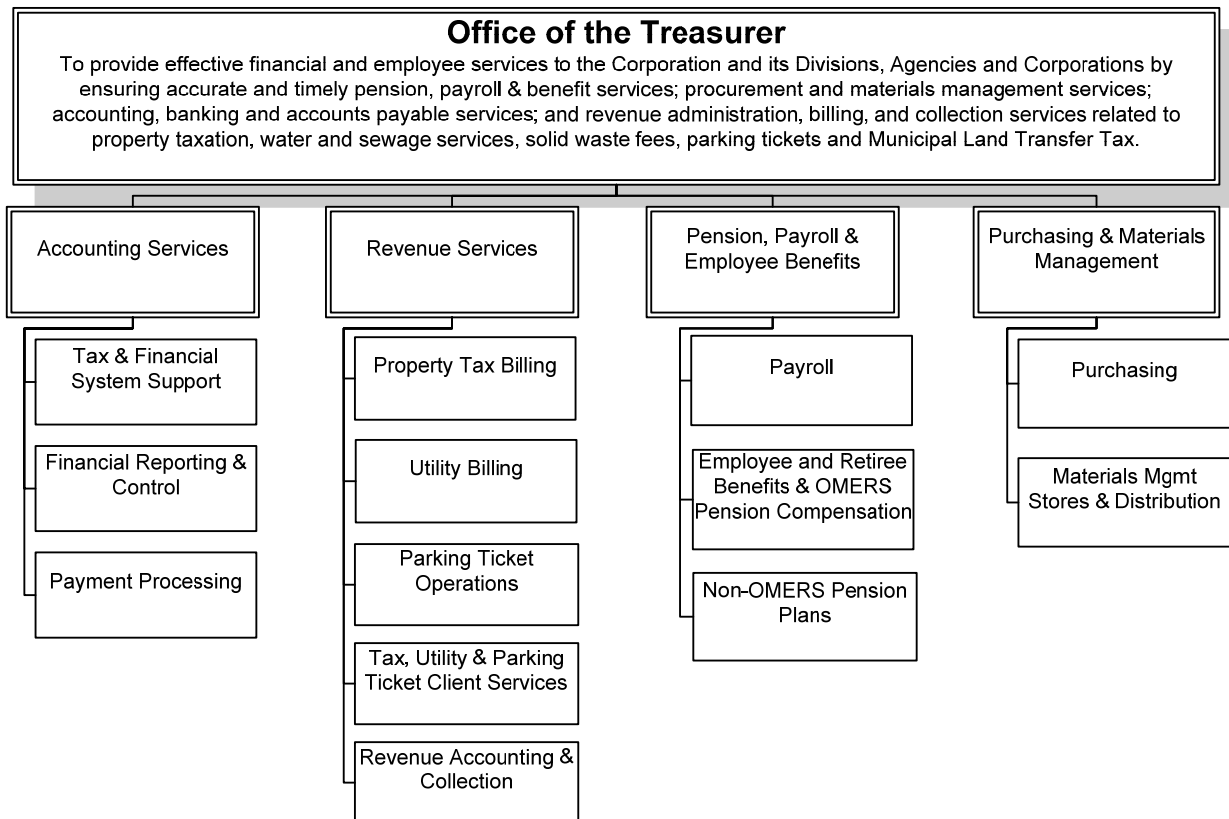 Office of the Treasurer
To provide effective financial and employee services to the Corporation and its Divisions, Agencies and Corporations by
ensuring accurate and timely pension, payroll & benefit services; procurement and materials management services;
accounting, banking and accounts payable services; and revenue administration, billing, and collection services related to
property taxation, water and sewage services, solid waste fees, parking tickets and Municipal Land Transfer Tax.
Accounting Services
Tax & Financial
System Support
Financial Reporting &
Control
Payment Processing
Revenue Services
Property Tax Billing
Utility Billing
Parking Ticket
Operations
Tax, Utility & Parking
Ticket Client Services
Revenue Accounting &
Collection
Pension, Payroll &
Employee Benefits
Payroll
Employee and Retiree
Benefits & OMERS
Pension Compensation
Non-OMERS Pension
Plans
Purchasing & Materials
Management
Purchasing
Materials Mgmt
Stores & Distribution